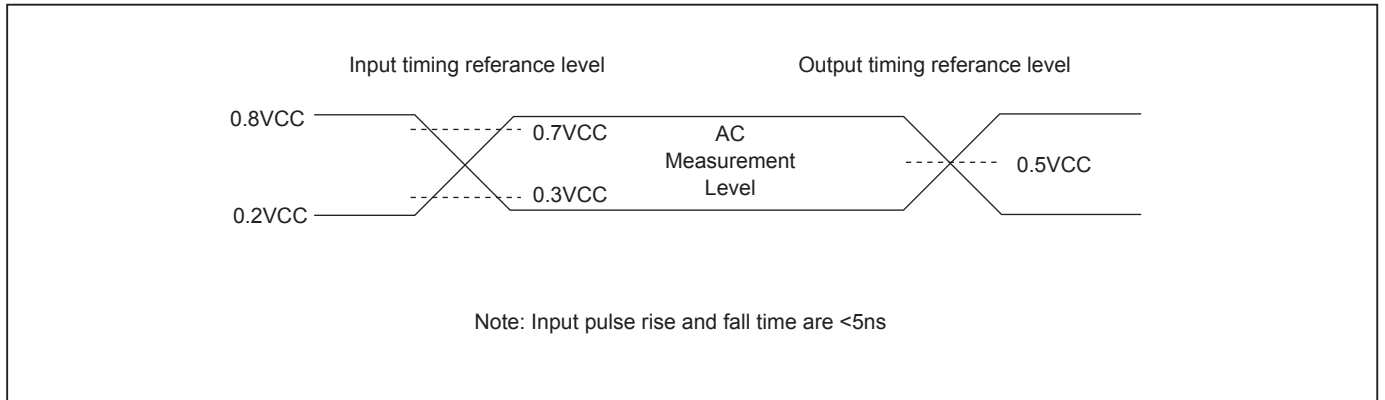 Input timing referance level
Output timing referance level
0.8VCC
0.7VCC
AC
Measurement
Level
0.5VCC
0.3VCC
0.2VCC
Note: Input pulse rise and fall time are <5ns